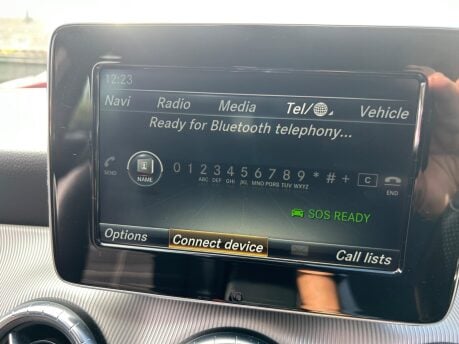 12:23
Navi Radio Media Tel/ Vehicle
Ready for Bluetooth telephony...
0 1 2 3 4 5 6 7 8 9 * # + C
SEND NAME ABC DEF GHI JKL MNO PQRS TUV WXYZ END
SOS READY
Options Connect device Call lists